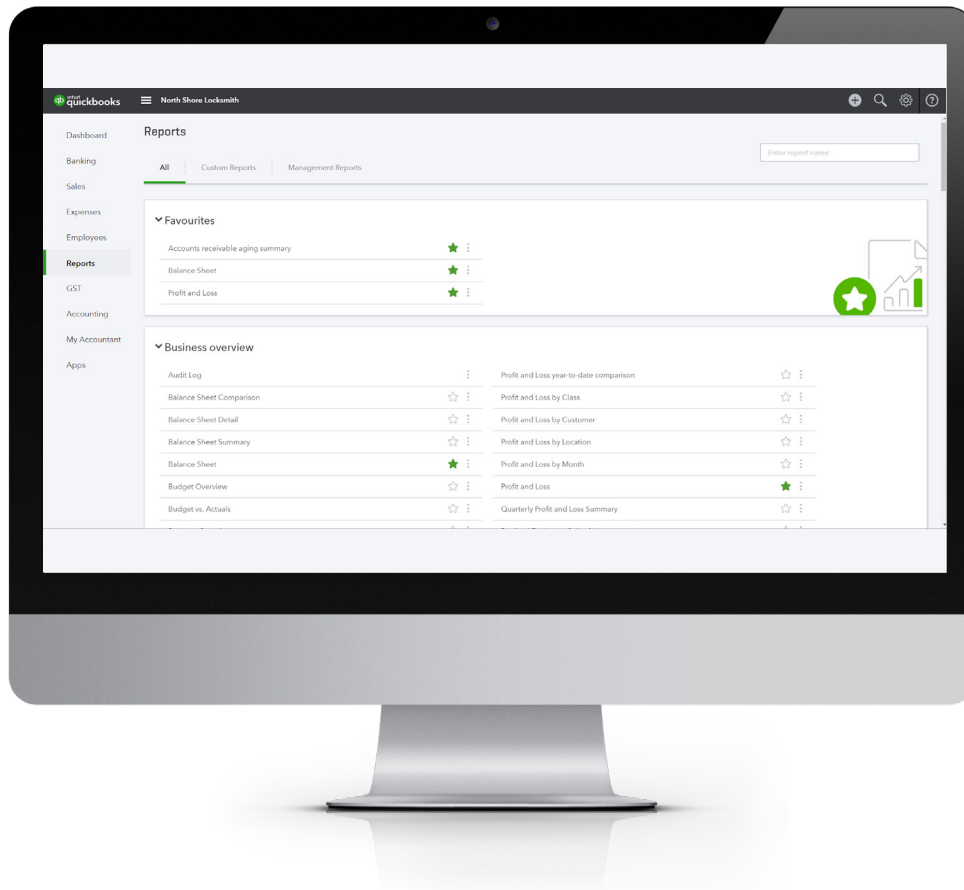 intuit
qb quickbooks
North Shore Locksmith
?
Dashboard
Banking
Sales
Expenses
Employees
Reports
GST
Accounting
My Accountant
Apps
Reports
Enter report name
All
Custom Reports
Management Reports
Favourites
Accounts receivable aging summary
Balance Sheet
Profit and Loss
Business overview
Audit Log
Balance Sheet Comparison
Balance Sheet Detail
Balance Sheet Summary
Balance Sheet
Budget Overview
Budget vs. Actuals
Profit and Loss year-to-date comparison
Profit and Loss by Class
Profit and Loss by Customer
Profit and Loss by Location
Profit and Loss by Month
Profit and Loss
Quarterly Profit and Loss Summary